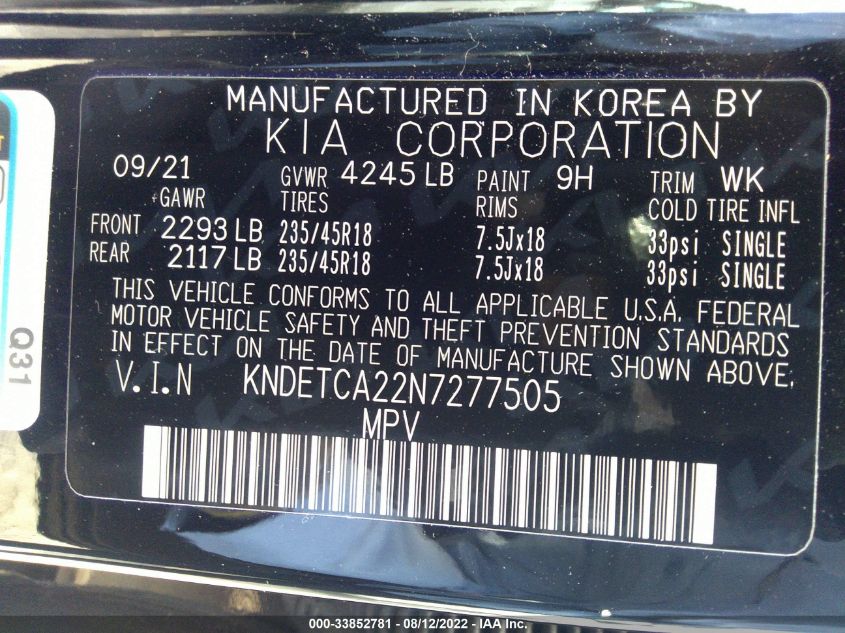 MANUFACTURED IN KOREA BY
KIA CORPORATION
09/21 GVWR 4245 LB PAINT 9H TRIM WK
GAWR TIRES RIMS COLD TIRE INFL
FRONT 2293 LB 235/45R18 7.5Jx18 33psi SINGLE
REAR 2117 LB 235/45R18 7.5Jx18 33psi SINGLE
THIS VEHICLE CONFORMS TO ALL APPLICABLE U.S.A. FEDERAL
MOTOR VEHICLE SAFETY AND THEFT PREVENTION STANDARDS
IN EFFECT ON THE DATE OF MANUFACTURE SHOWN ABOVE.
V.I.N KNDETCA22N7277505
MPV
Q31
000-33852781 - 08/12/2022 - IAA Inc.